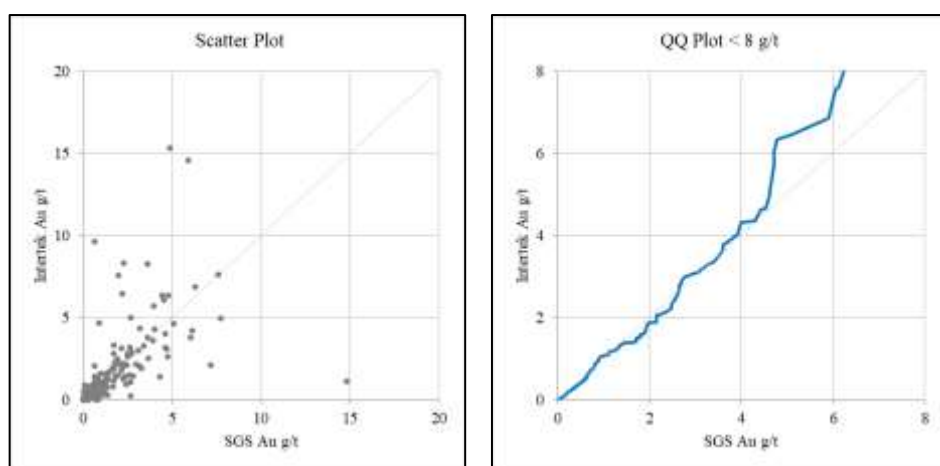 Scatter Plot
20
15
10
5
0
0 5 10 15 20
Intertek Au g/t
SGS Au g/t
QQ Plot < 8 g/t
8
6
4
2
0
0 2 4 6 8
Intertek Au g/t
SGS Au g/t